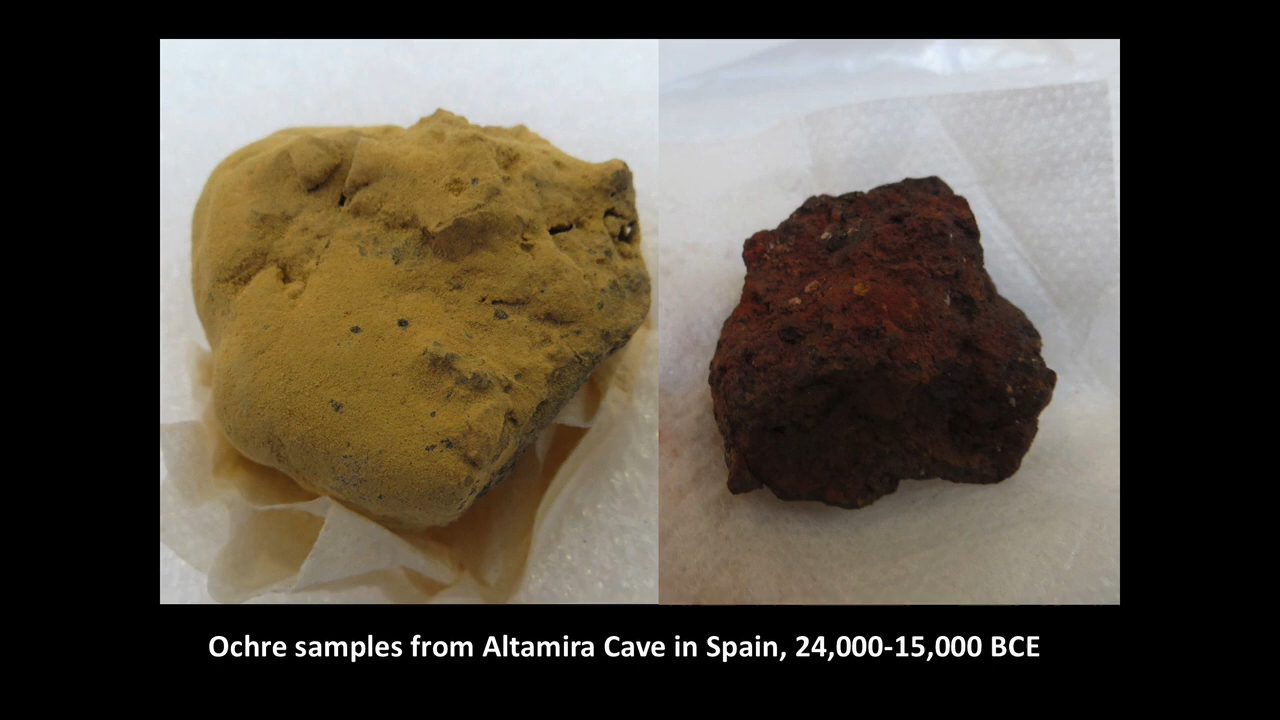 Ochre samples from Altamira Cave in Spain, 24,000-15,000 BCE